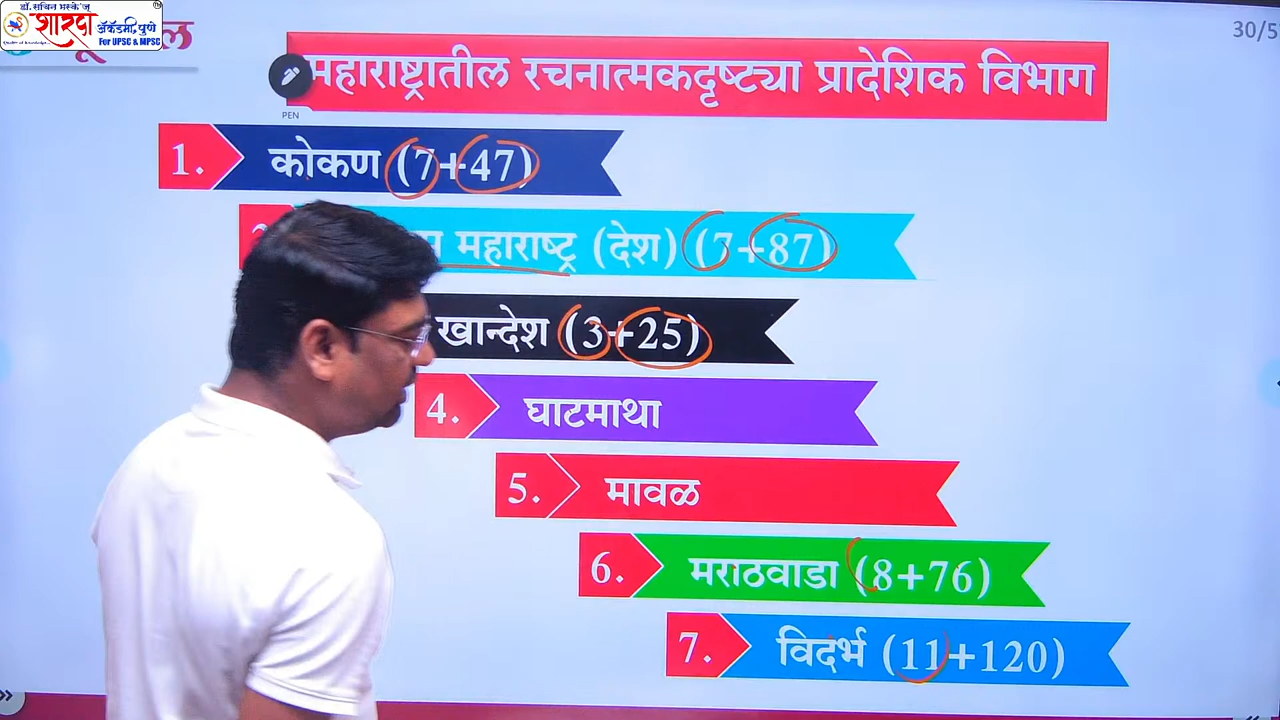 डॉ. सचिन भस्के'ज्
शारदा
ॲकॅडमी, पुणे
For UPSC & MPSC
30/5
महाराष्ट्रातील रचनात्मकदृष्ट्या प्रादेशिक विभाग
PEN
1. कोकण (7+47)
महाराष्ट्र (देश) (7+87)
खान्देश (3+25)
4. घाटमाथा
5. मावळ
6. मराठवाडा (8+76)
7. विदर्भ (11+120)